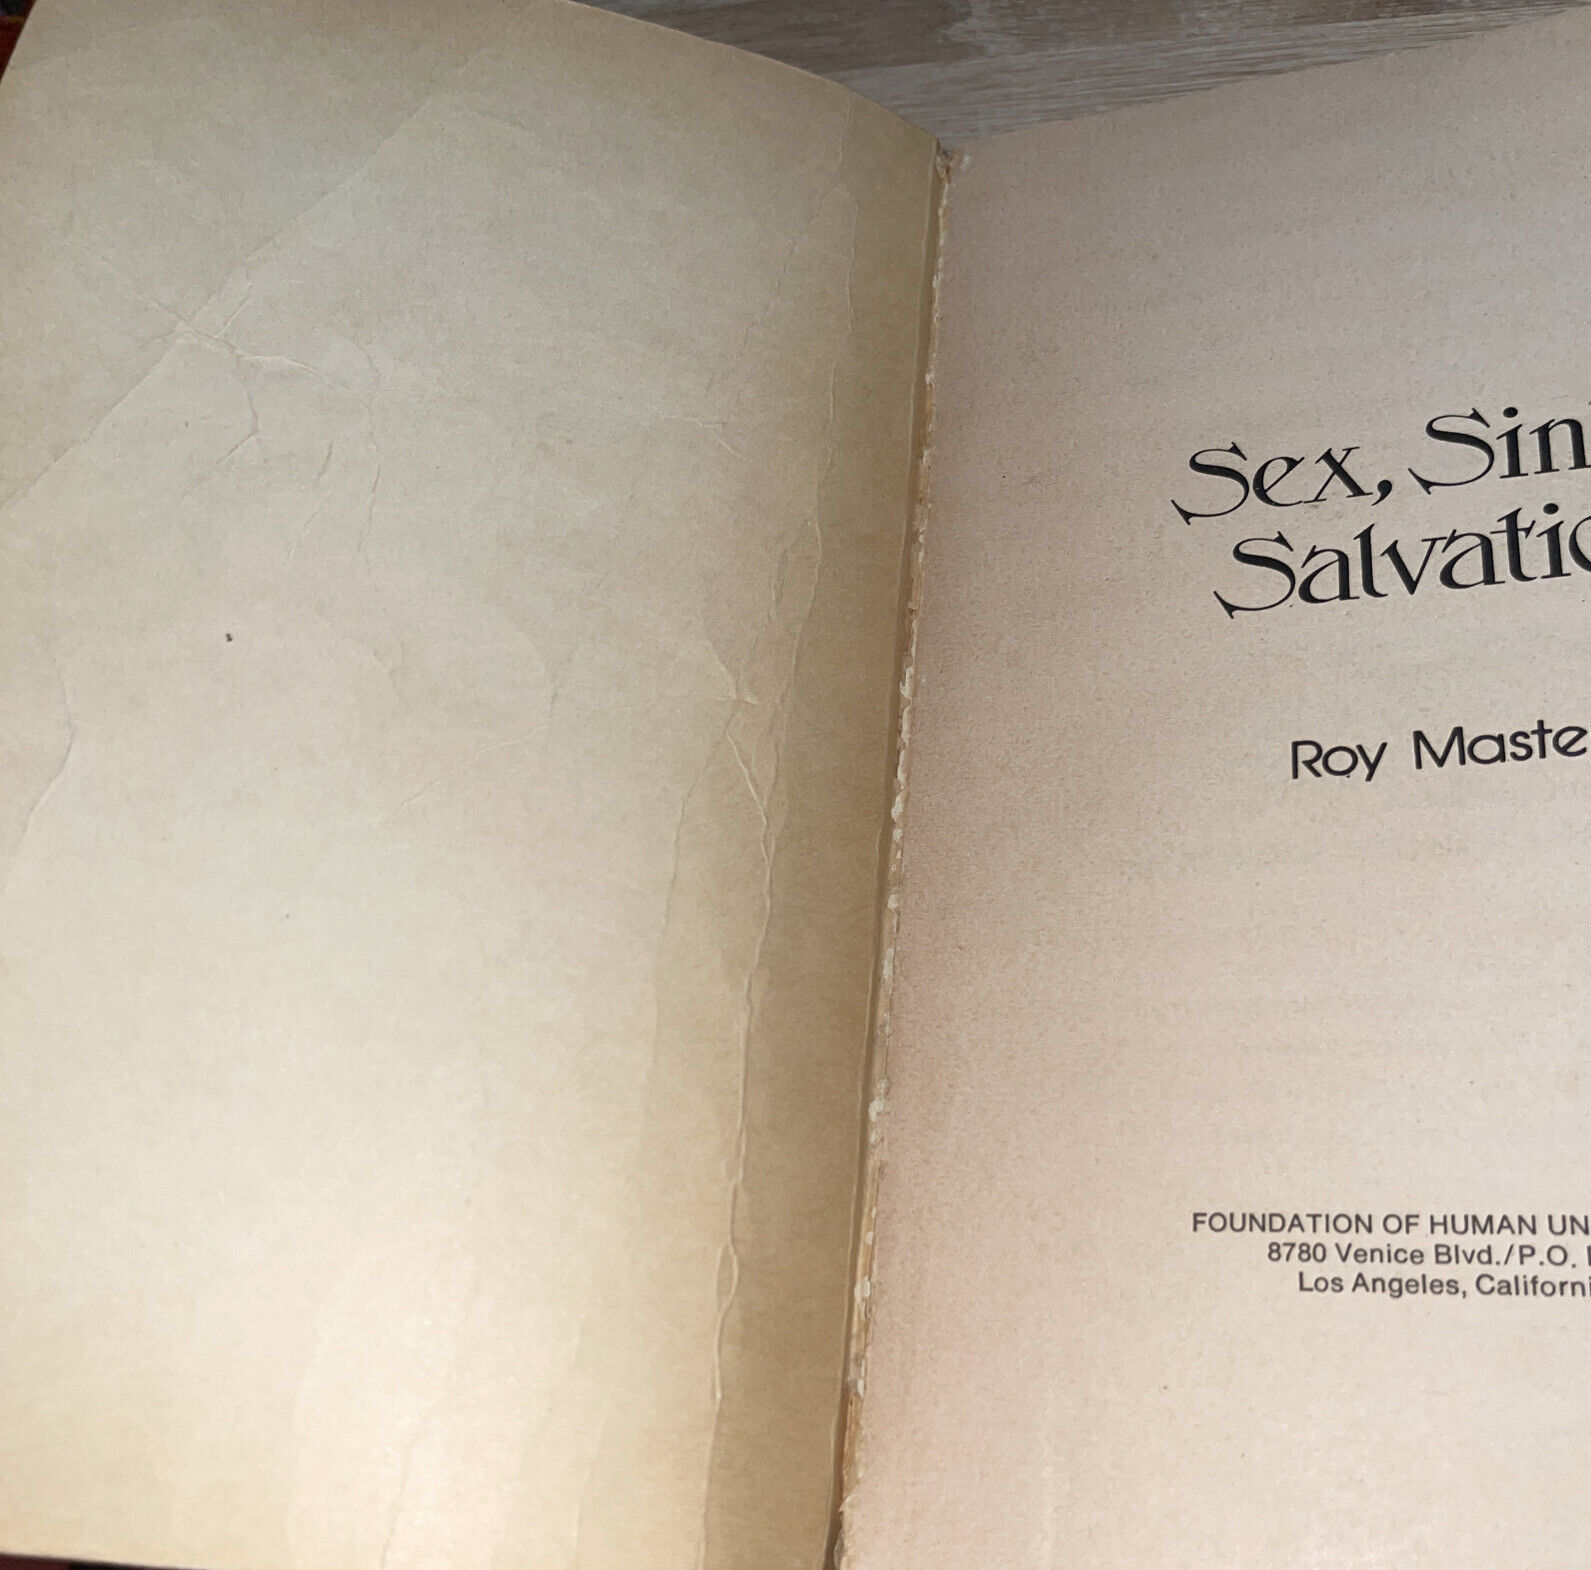 Sex, Sin
Salvatio
Roy Maste
FOUNDATION OF HUMAN UN
8780 Venice Blvd./P.O.
Los Angeles, Californi